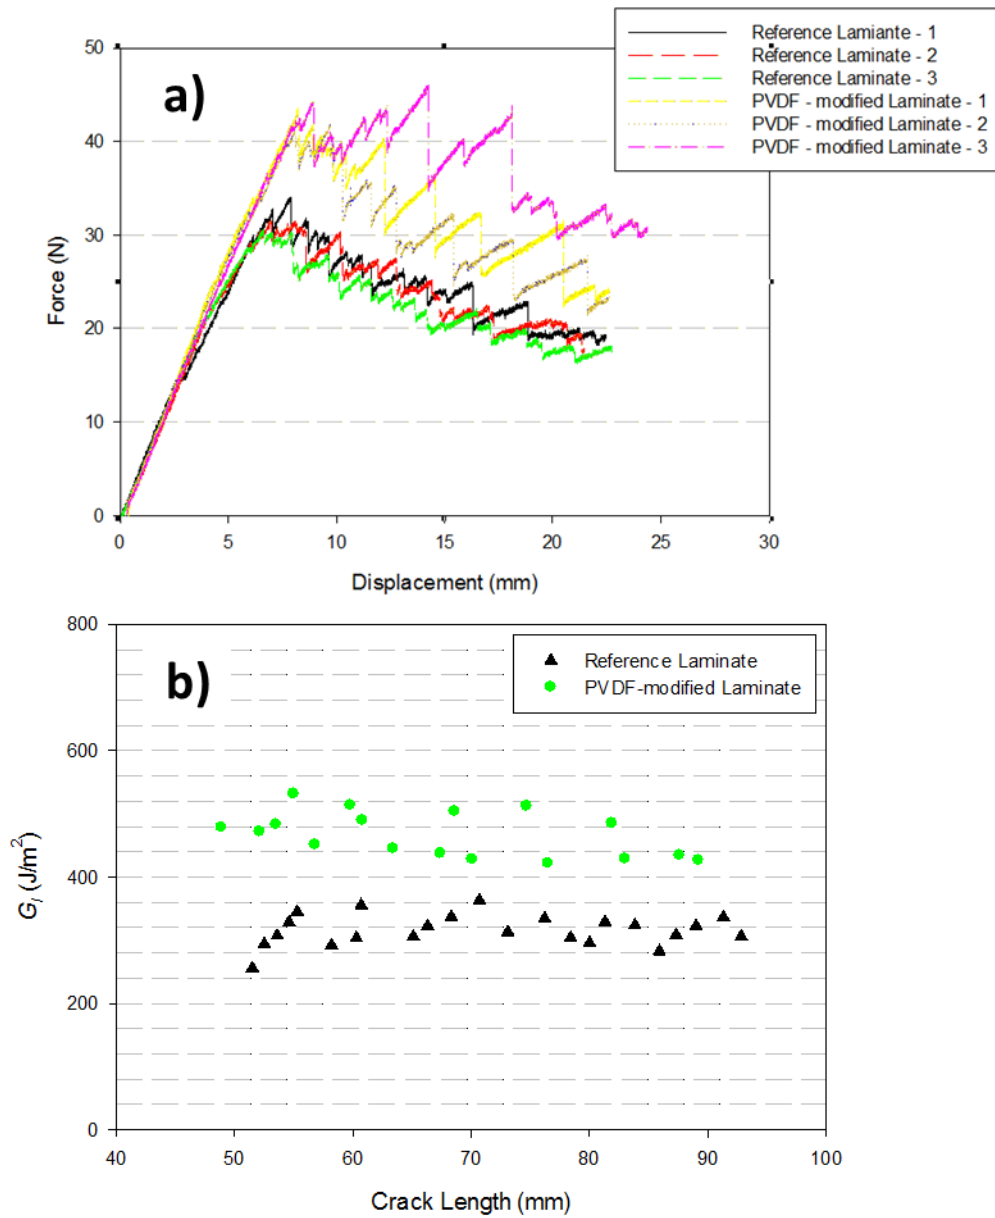 Reference Lamiante - 1
Reference Laminate - 2
Reference Laminate - 3
PVDF - modified Laminate - 1
PVDF - modified Laminate - 2
PVDF - modified Laminate - 3
a)
50
40
30
20
10
0
Force (N)
0 5 10 15 20 25 30
Displacement (mm)
b)
Reference Laminate
PVDF-modified Laminate
800
600
400
200
0
G_I (J/m²)
40 50 60 70 80 90 100
Crack Length (mm)